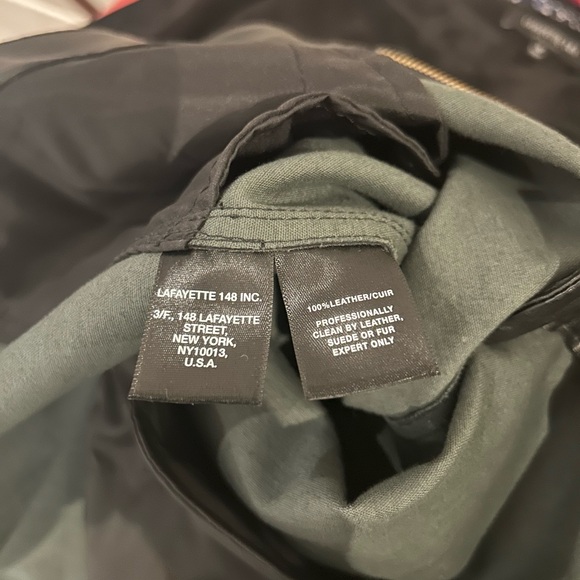 LAFAYETTE 148 INC.
3/F, 148 LAFAYETTE
STREET,
NEW YORK,
NY10013,
U.S.A.
100%LEATHER/CUIR
PROFESSIONALLY
CLEAN BY LEATHER,
SUEDE OR FUR
EXPERT ONLY